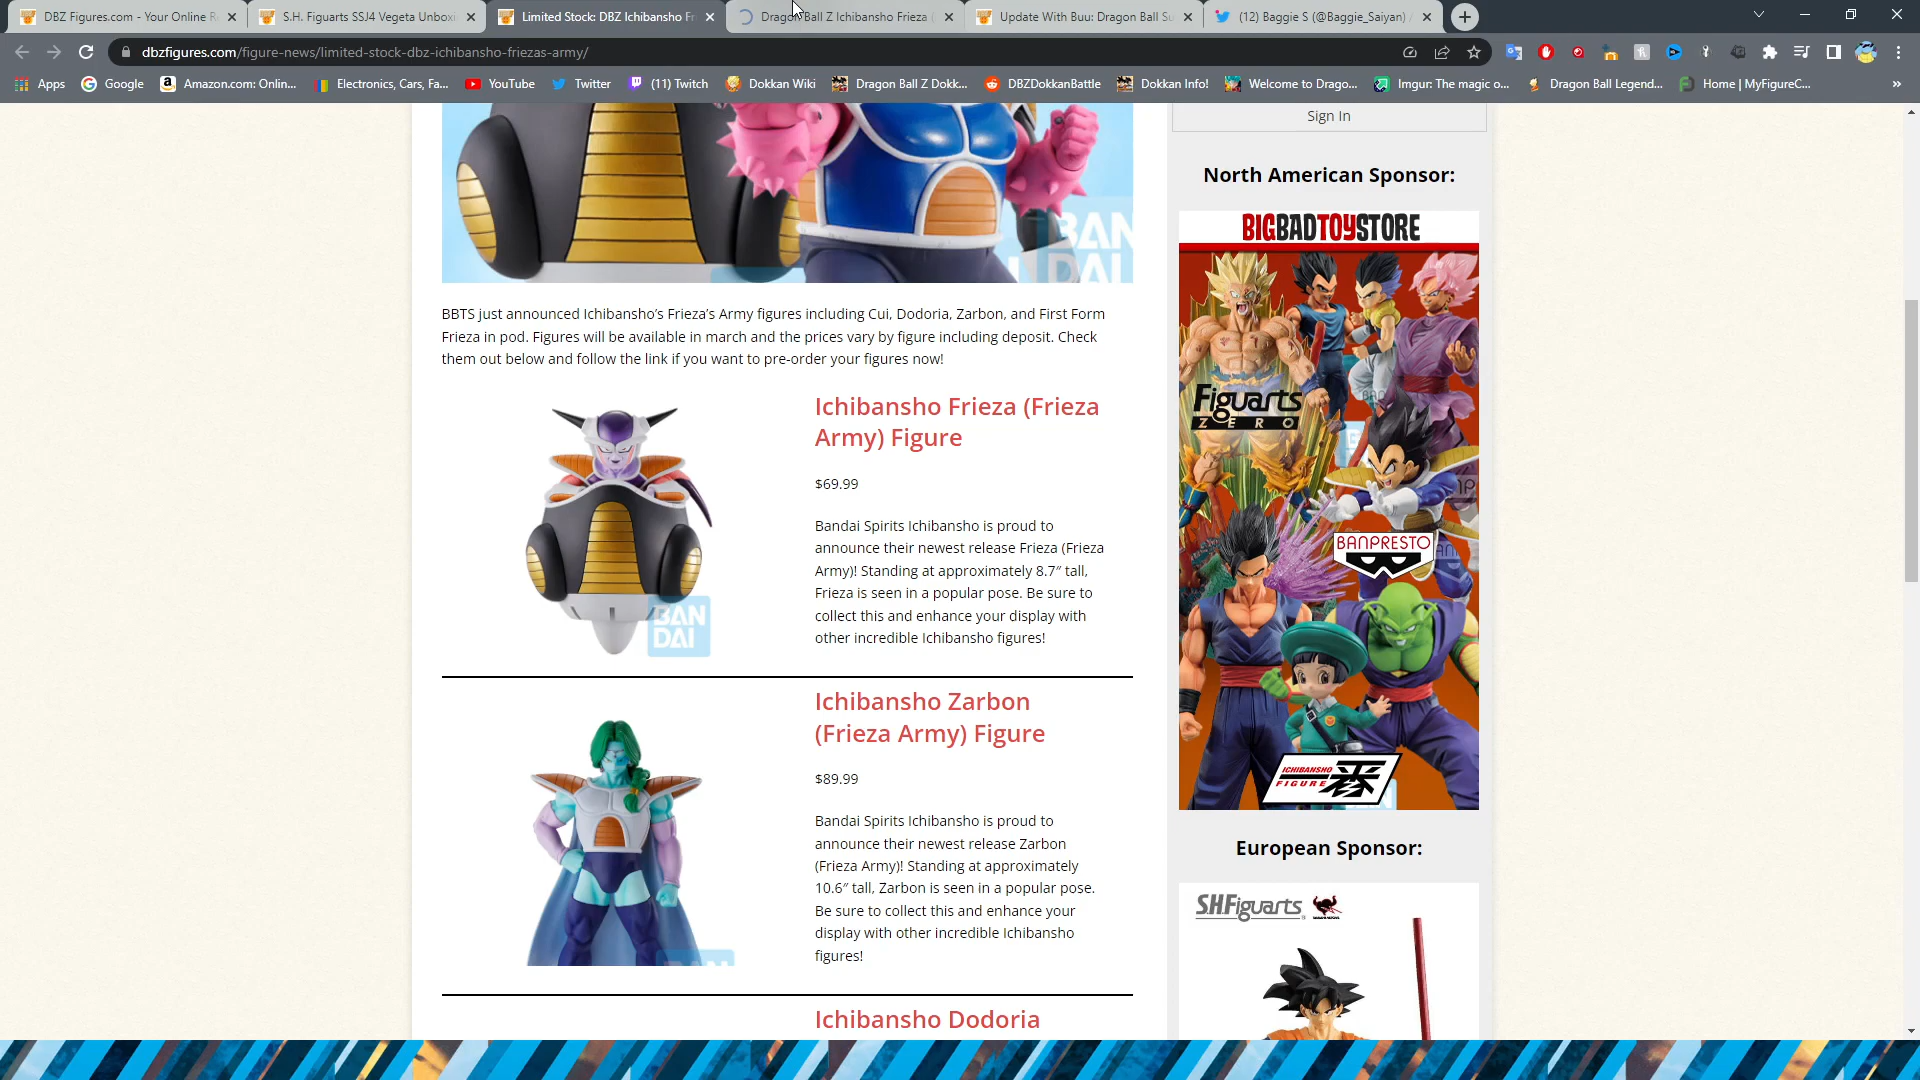 DBZ Figures.com - Your Online R
S.H. Figuarts SSJ4 Vegeta Unboxi
Limited Stock: DBZ Ichibansho Fr
Dragon Ball Z Ichibansho Frieza (
Update With Buu: Dragon Ball Su
(12) Baggie S (@Baggie_Saiyan) /
dbzfigures.com/figure-news/limited-stock-dbz-ichibansho-friezas-army/
Apps
Google
Amazon.com: Onlin...
Electronics, Cars, Fa...
YouTube
Twitter
(11) Twitch
Dokkan Wiki
Dragon Ball Z Dokk...
DBZDokkanBattle
Dokkan Info!
Welcome to Drago...
Imgur: The magic o...
Dragon Ball Legend...
Home | MyFigureC...
BAN
DAI
BBTS just announced Ichibansho's Frieza's Army figures including Cui, Dodoria, Zarbon, and First Form
Frieza in pod. Figures will be available in march and the prices vary by figure including deposit. Check
them out below and follow the link if you want to pre-order your figures now!
BAN
DAI
Ichibansho Frieza (Frieza
Army) Figure
$69.99
Bandai Spirits Ichibansho is proud to
announce their newest release Frieza (Frieza
Army)! Standing at approximately 8.7″ tall,
Frieza is seen in a popular pose. Be sure to
collect this and enhance your display with
other incredible Ichibansho figures!
Ichibansho Zarbon
(Frieza Army) Figure
$89.99
Bandai Spirits Ichibansho is proud to
announce their newest release Zarbon
(Frieza Army)! Standing at approximately
10.6″ tall, Zarbon is seen in a popular pose.
Be sure to collect this and enhance your
display with other incredible Ichibansho
figures!
Ichibansho Dodoria
Sign In
North American Sponsor:
BIGBADTOYSTORE
Figuarts
ZERO
BANPRESTO
ICHIBANSHO
FIGURE
一番
European Sponsor:
S.H.Figuarts